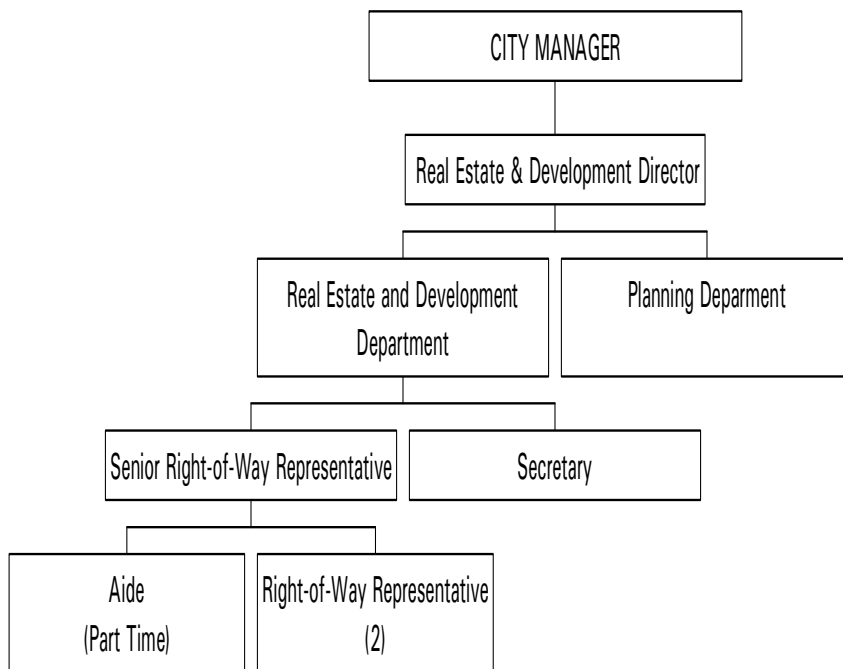 CITY MANAGER
Real Estate & Development Director
Real Estate and Development
Department
Planning Deparment
Senior Right-of-Way Representative
Secretary
Aide
(Part Time)
Right-of-Way Representative
(2)